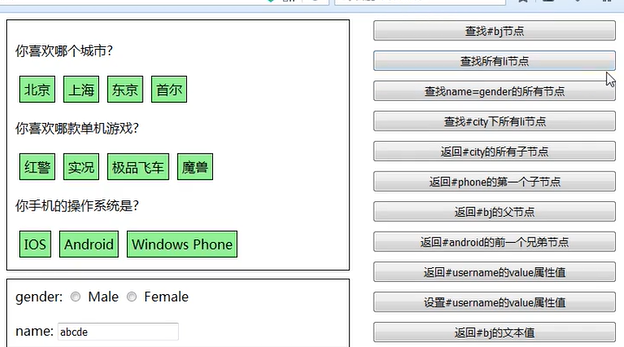 你喜欢哪个城市?
北京 上海 东京 首尔
你喜欢哪款单机游戏?
红警 实况 极品飞车 魔兽
你手机的操作系统是?
IOS Android Windows Phone
gender: Male Female
name: abcde
查找#bj节点
查找所有li节点
查找name=gender的所有节点
查找#city下所有li节点
返回#city的所有子节点
返回#phone的第一个子节点
返回#bj的父节点
返回#android的前一个兄弟节点
返回#username的value属性值
设置#username的value属性值
返回#bj的文本值